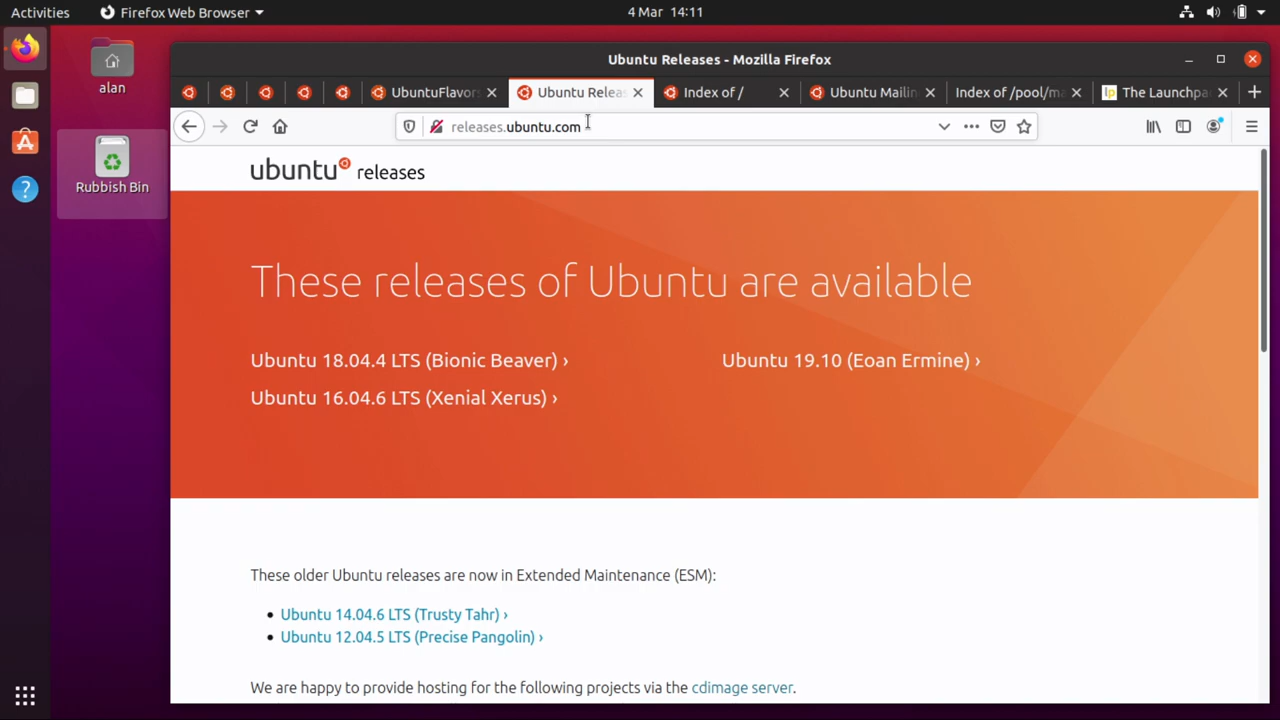 Activities
Firefox Web Browser
4 Mar 14:11
alan
Rubbish Bin
Ubuntu Releases - Mozilla Firefox
UbuntuFlavors
Ubuntu Releas
Index of /
Ubuntu Mailin
Index of /pool/ma
lp The Launchpa
releases.ubuntu.com
ubuntu releases
These releases of Ubuntu are available
Ubuntu 18.04.4 LTS (Bionic Beaver) ›
Ubuntu 19.10 (Eoan Ermine) ›
Ubuntu 16.04.6 LTS (Xenial Xerus) ›
These older Ubuntu releases are now in Extended Maintenance (ESM):
• Ubuntu 14.04.6 LTS (Trusty Tahr) ›
• Ubuntu 12.04.5 LTS (Precise Pangolin) ›
We are happy to provide hosting for the following projects via the cdimage server.